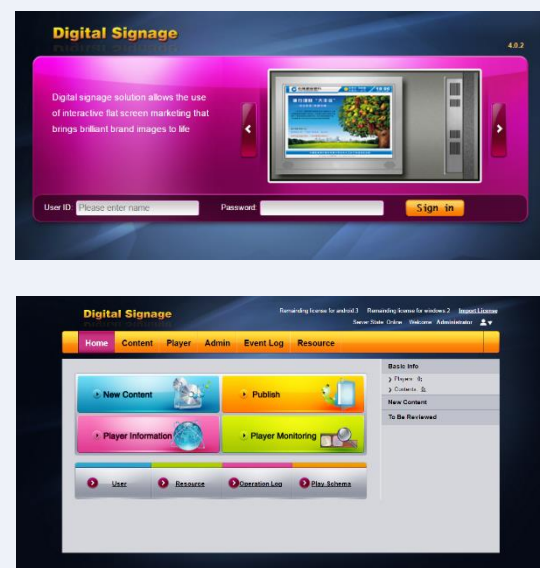 Digital Signage
4.0.2
Digital signage solution allows the use
of interactive flat screen marketing that
brings brilliant brand images to life
User ID: Please enter name Password: Sign in
Digital Signage
Remainding license for android 3 Remainding license for windows 2 Import License
Server State Online Welcome Administrator
Home Content Player Admin Event Log Resource
New Content
Publish
Player Information
Player Monitoring
User
Resource
Operation Log
Play Schema
Basic Info
Players
Contents
New Content
To Be Reviewed